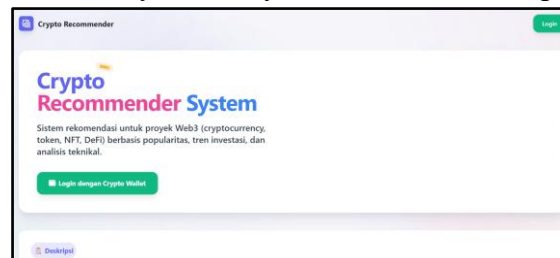 Crypto Recommender
Login
Crypto
Recommender System
Sistem rekomendasi untuk proyek Web3 (cryptocurrency,
token, NFT, DeFi) berbasis popularitas, tren investasi, dan
analisis teknikal.
Login dengan Crypto Wallet
Deskripsi